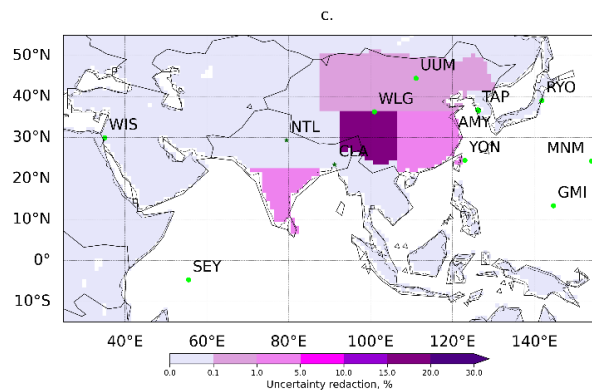 c.
50°N
UUM
40°N
TAP
RYO
WLG
AMY
30°N
WIS
NTL
CLA
YON
MNM
20°N
GMI
10°N
0°
SEY
10°S
40°E 60°E 80°E 100°E 120°E 140°E
0.0 0.1 1.0 5.0 10.0 15.0 20.0 30.0
Uncertainty redaction, %